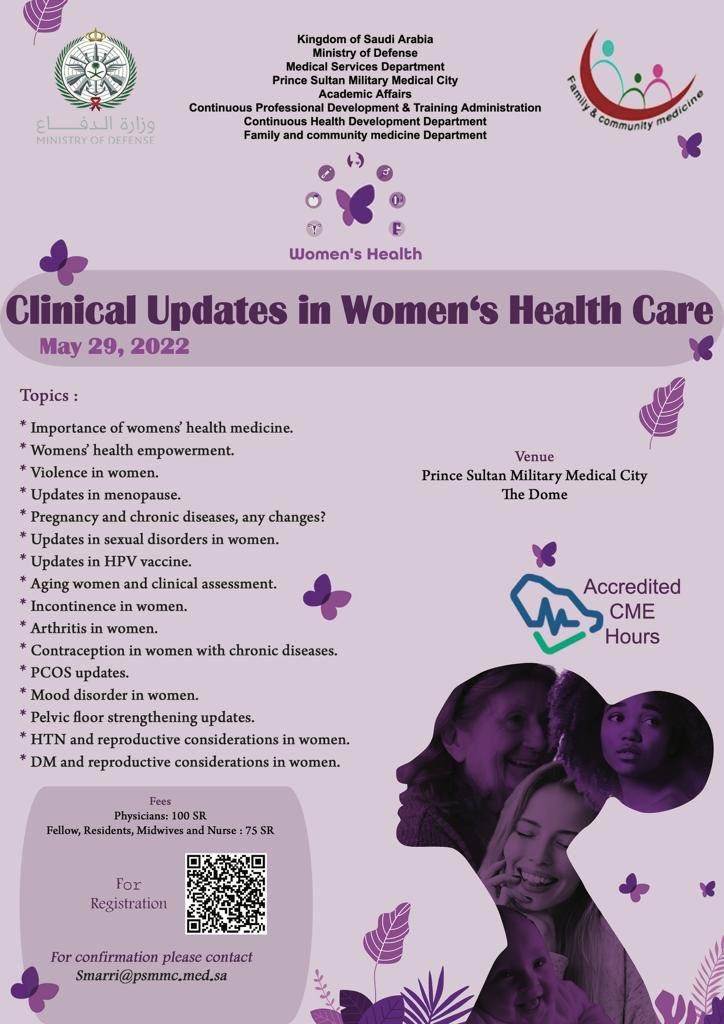 Kingdom of Saudi Arabia
Ministry of Defense
Medical Services Department
Prince Sultan Military Medical City
Academic Affairs
Continuous Professional Development & Training Administration
Continuous Health Development Department
Family and community medicine Department
وزارة الدفـــاع
MINISTRY OF DEFENSE
Family & community medicine
Women's Health
Clinical Updates in Women‘s Health Care
May 29, 2022
Topics :
* Importance of womens’ health medicine.
* Womens’ health empowerment.
* Violence in women.
* Updates in menopause.
* Pregnancy and chronic diseases, any changes?
* Updates in sexual disorders in women.
* Updates in HPV vaccine.
* Aging women and clinical assessment.
* Incontinence in women.
* Arthritis in women.
* Contraception in women with chronic diseases.
* PCOS updates.
* Mood disorder in women.
* Pelvic floor strengthening updates.
* HTN and reproductive considerations in women.
* DM and reproductive considerations in women.
Venue
Prince Sultan Military Medical City
The Dome
Accredited
CME
Hours
Fees
Physicians: 100 SR
Fellow, Residents, Midwives and Nurse : 75 SR
For
Registration
For confirmation please contact
Smarri@psmmc.med.sa